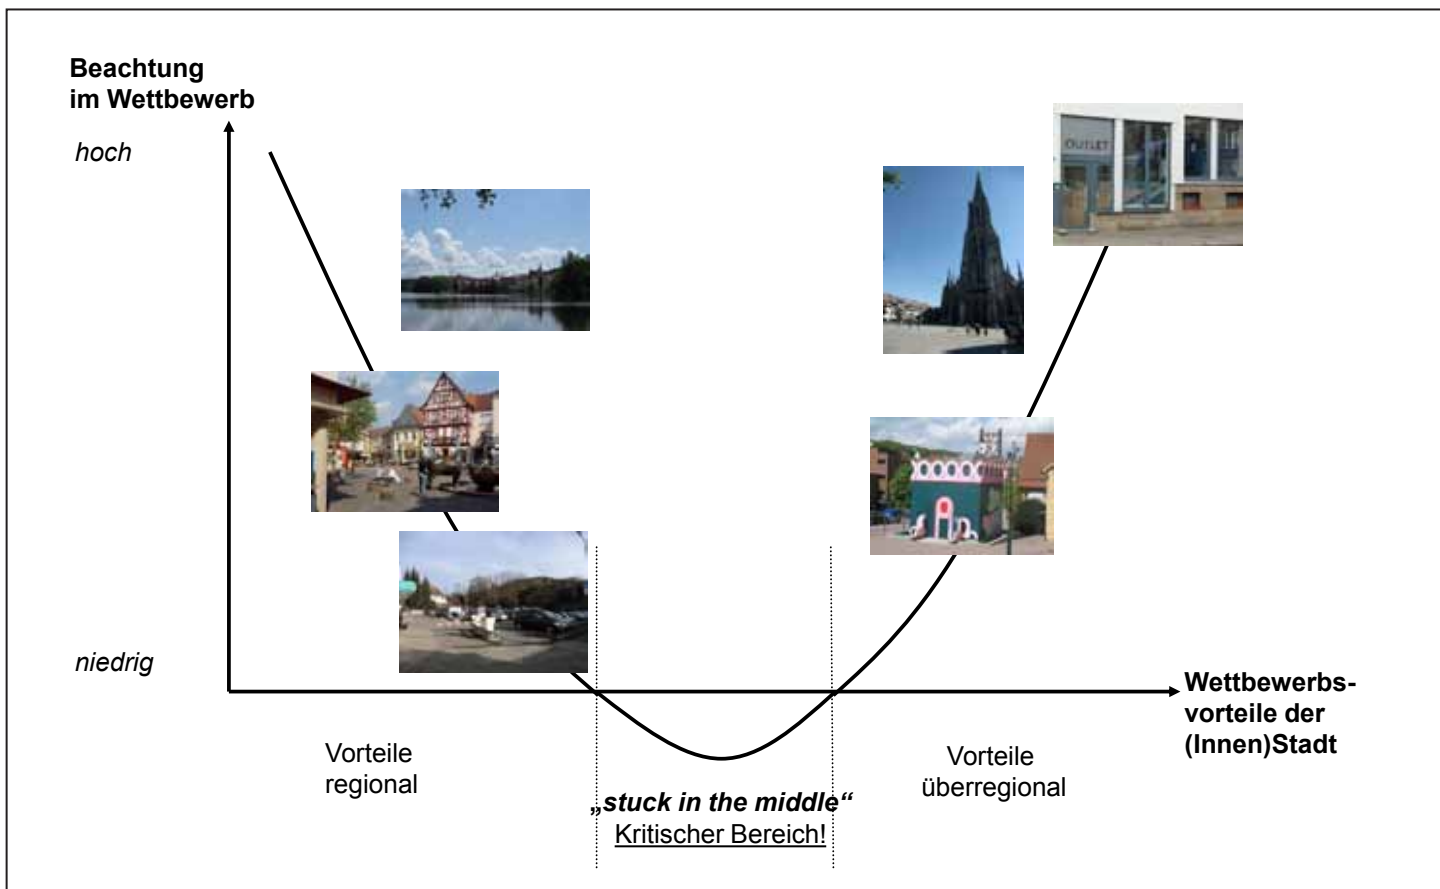 Beachtung
im Wettbewerb
hoch
OUTLET
niedrig
Wettbewerbs-
vorteile der
(Innen)Stadt
Vorteile
regional
Vorteile
überregional
„stuck in the middle“
Kritischer Bereich!